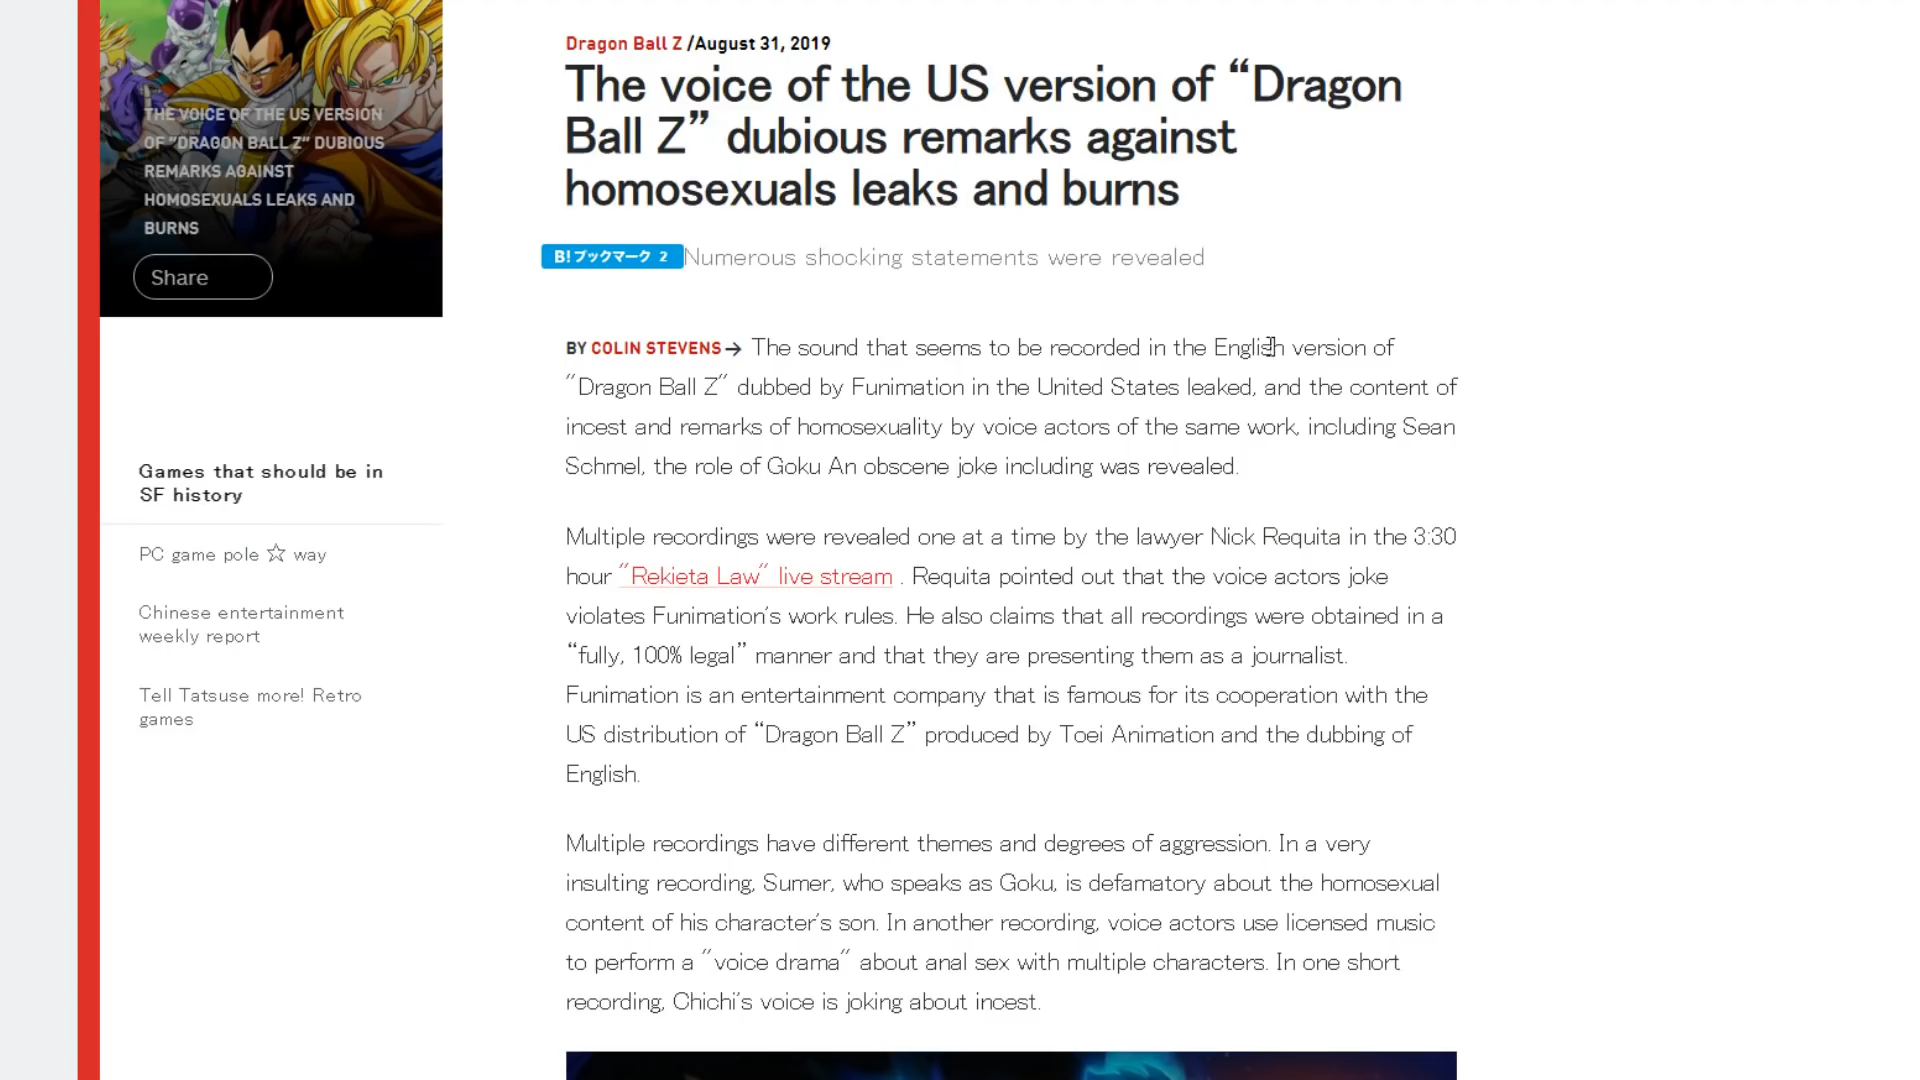 THE VOICE OF THE US VERSION
OF "DRAGON BALL Z" DUBIOUS
REMARKS AGAINST
HOMOSEXUALS LEAKS AND
BURNS
Share
Games that should be in
SF history
PC game pole ☆ way
Chinese entertainment
weekly report
Tell Tatsuse more! Retro
games
Dragon Ball Z /August 31, 2019
The voice of the US version of “Dragon
Ball Z” dubious remarks against
homosexuals leaks and burns
B! ブックマーク 2 Numerous shocking statements were revealed
BY COLIN STEVENS→ The sound that seems to be recorded in the English version of
"Dragon Ball Z" dubbed by Funimation in the United States leaked, and the content of
incest and remarks of homosexuality by voice actors of the same work, including Sean
Schmel, the role of Goku An obscene joke including was revealed.
Multiple recordings were revealed one at a time by the lawyer Nick Requita in the 3:30
hour "Rekieta Law" live stream . Requita pointed out that the voice actors joke
violates Funimation's work rules. He also claims that all recordings were obtained in a
“fully, 100% legal” manner and that they are presenting them as a journalist.
Funimation is an entertainment company that is famous for its cooperation with the
US distribution of “Dragon Ball Z” produced by Toei Animation and the dubbing of
English.
Multiple recordings have different themes and degrees of aggression. In a very
insulting recording, Sumer, who speaks as Goku, is defamatory about the homosexual
content of his character's son. In another recording, voice actors use licensed music
to perform a "voice drama" about anal sex with multiple characters. In one short
recording, Chichi's voice is joking about incest.